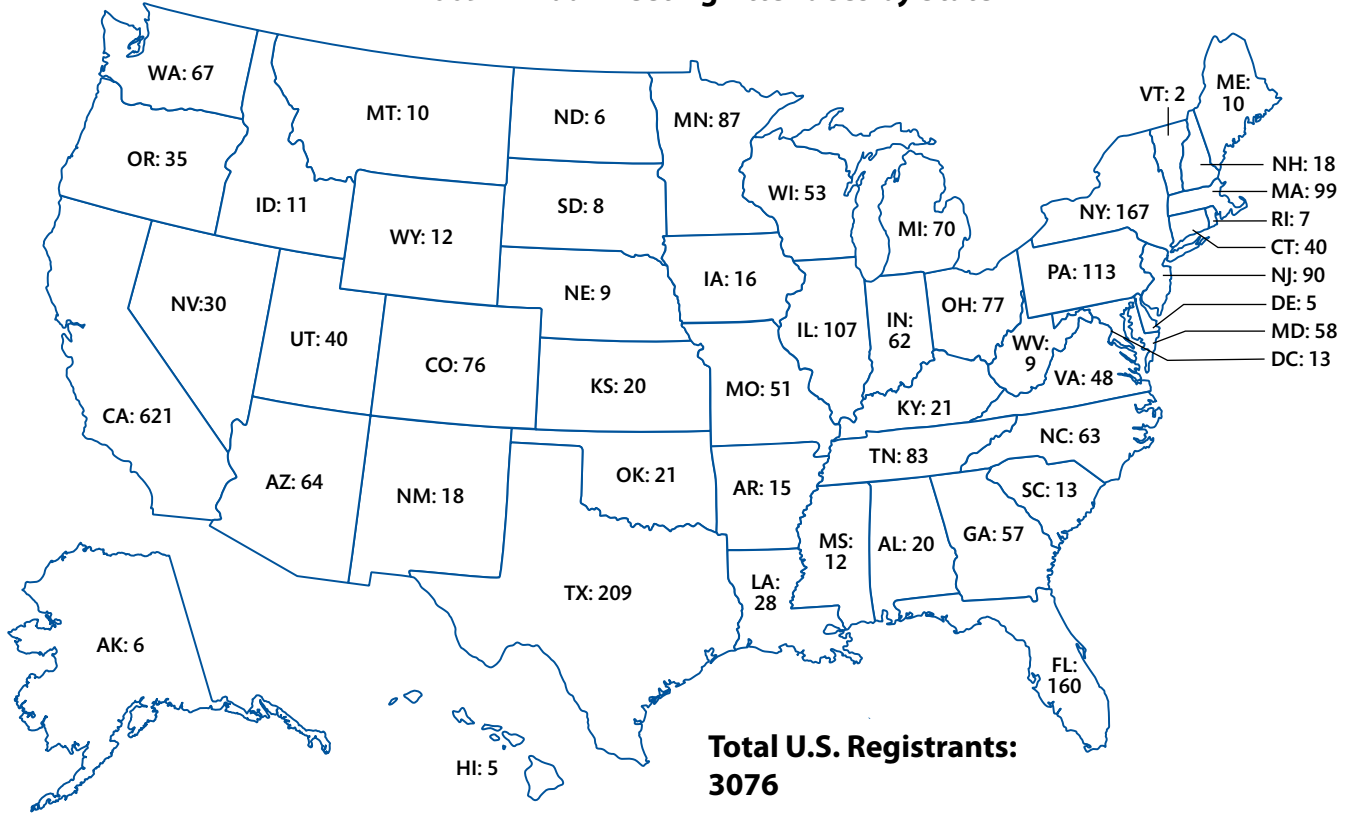 WA: 67
MT: 10
ND: 6
MN: 87
VT: 2
ME:
10
OR: 35
ID: 11
WY: 12
SD: 8
WI: 53
MI: 70
NY: 167
NH: 18
MA: 99
RI: 7
CT: 40
NJ: 90
DE: 5
MD: 58
DC: 13
NV:30
UT: 40
CO: 76
NE: 9
IA: 16
IL: 107
IN:
62
OH: 77
PA: 113
WV:
9
VA: 48
CA: 621
KS: 20
MO: 51
KY: 21
NC: 63
TN: 83
AZ: 64
NM: 18
OK: 21
AR: 15
SC: 13
MS:
12
AL: 20
GA: 57
TX: 209
LA:
28
FL:
160
AK: 6
HI: 5
Total U.S. Registrants:
3076